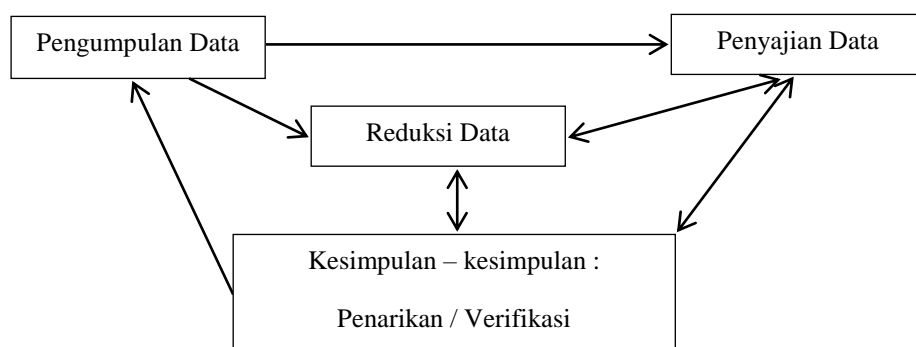 Pengumpulan Data
Penyajian Data
Reduksi Data
Kesimpulan – kesimpulan :
Penarikan / Verifikasi